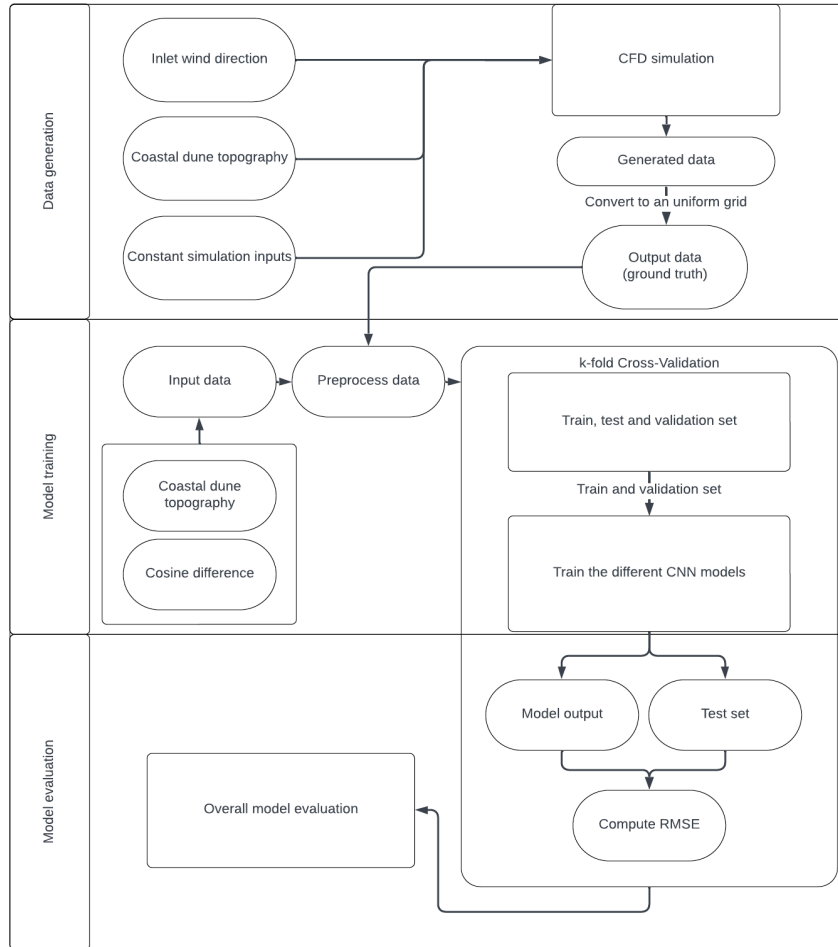 Data generation
Inlet wind direction
CFD simulation
Coastal dune topography
Generated data
Convert to an uniform grid
Constant simulation inputs
Output data
(ground truth)
Model training
Input data
Preprocess data
k-fold Cross-Validation
Train, test and validation set
Coastal dune
topography
Train and validation set
Cosine difference
Train the different CNN models
Model evaluation
Model output
Test set
Overall model evaluation
Compute RMSE